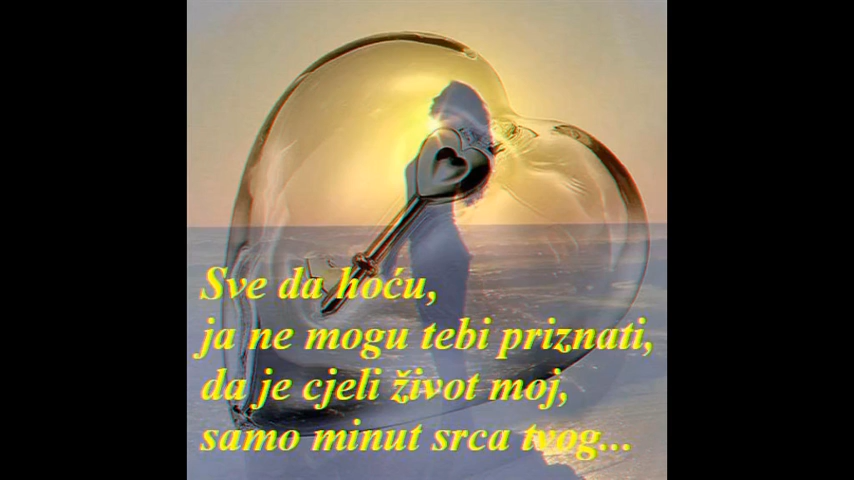 Sve da hoću,
ja ne mogu tebi priznati,
da je cjeli život moj,
samo minut srca tvog...